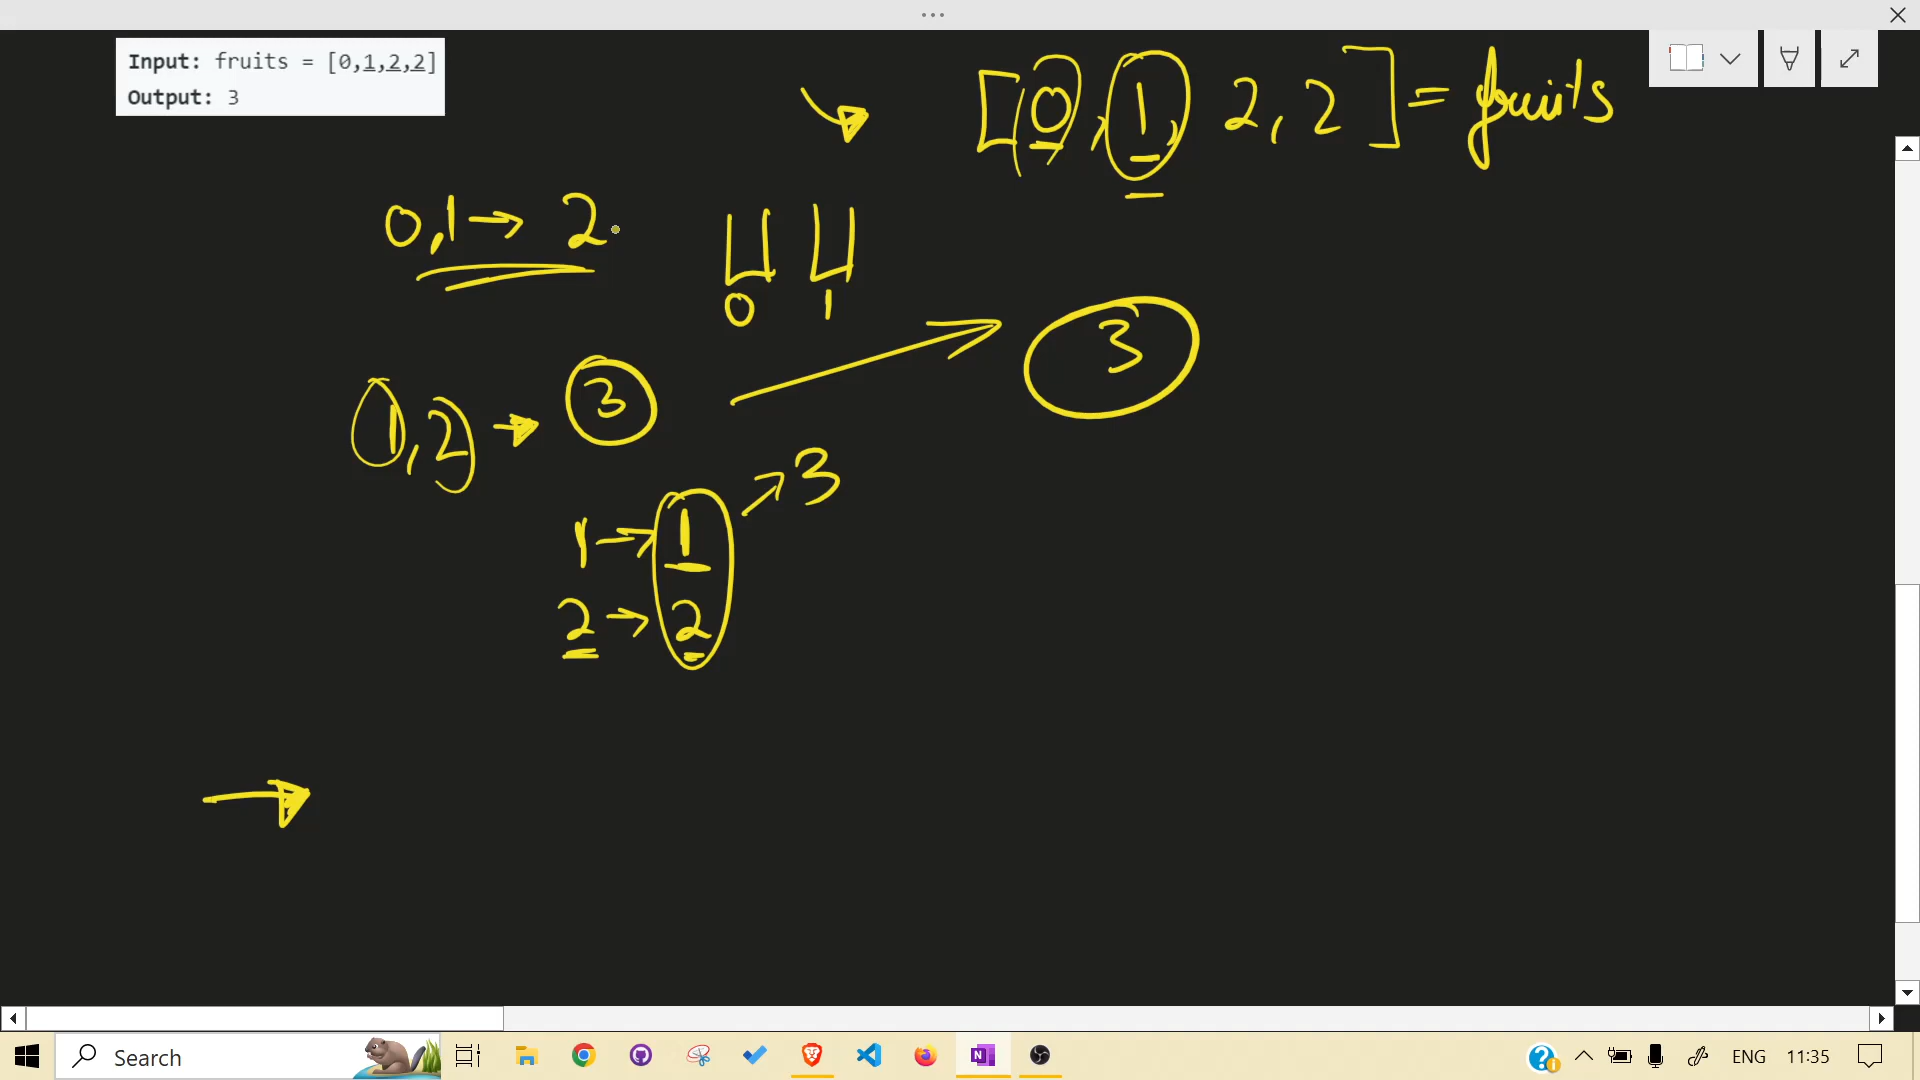 Input: fruits = [0,1,2,2]
Output: 3
[0, 1, 2, 2] = fruits
0,1 → 2
0 1
1,2 → 3
3
1 → 1
→ 3
2 → 2
Search
ENG 11:35